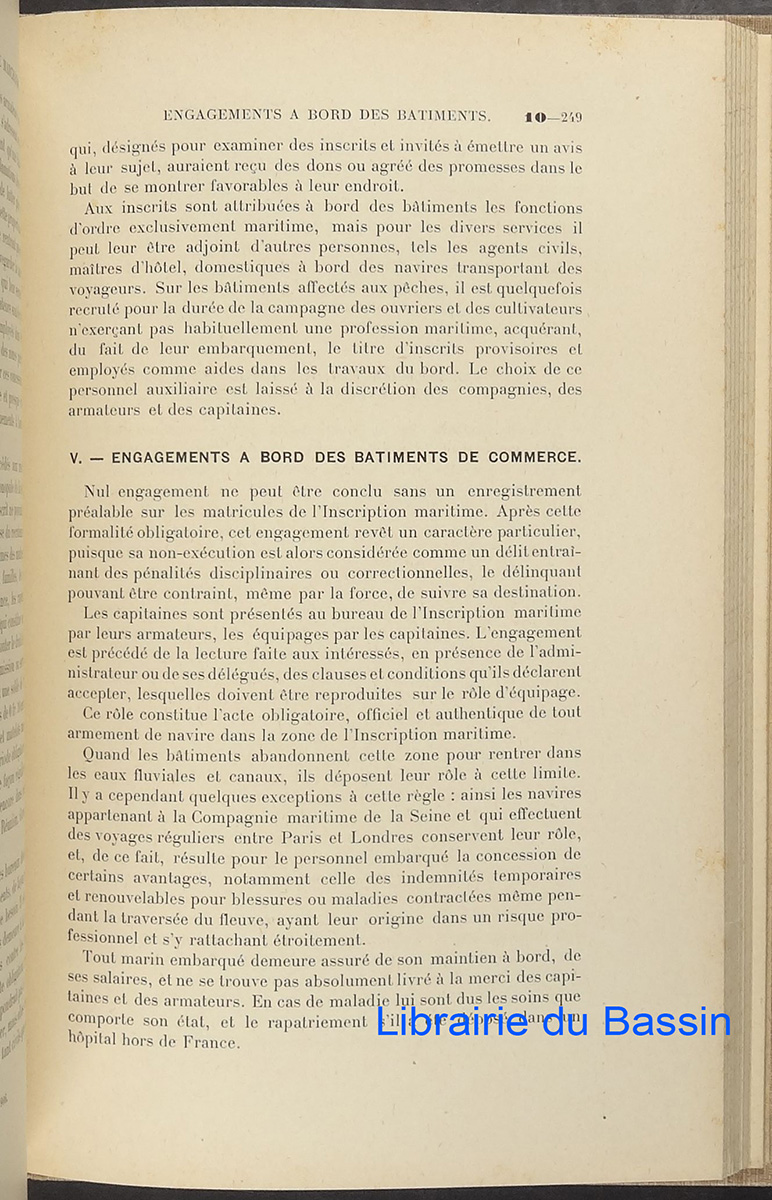 ENGAGEMENTS A BORD DES BATIMENTS. 10—249
qui, désignés pour examiner des inscrits et invités à émettre un avis
à leur sujet, auraient reçu des dons ou agréé des promesses dans le
but de se montrer favorables à leur endroit.
Aux inscrits sont attribuées à bord des bâtiments les fonctions
d'ordre exclusivement maritime, mais pour les divers services il
peut leur être adjoint d'autres personnes, tels les agents civils,
maîtres d'hôtel, domestiques à bord des navires transportant des
voyageurs. Sur les bâtiments affectés aux pêches, il est quelquefois
recruté pour la durée de la campagne des ouvriers et des cultivateurs
n'exerçant pas habituellement une profession maritime, acquérant,
du fait de leur embarquement, le titre d'inscrits provisoires et
employés comme aides dans les travaux du bord. Le choix de ce
personnel auxiliaire est laissé à la discrétion des compagnies, des
armateurs et des capitaines.
V. — ENGAGEMENTS A BORD DES BATIMENTS DE COMMERCE.
Nul engagement ne peut être conclu sans un enregistrement
préalable sur les matricules de l'Inscription maritime. Après cette
formalité obligatoire, cet engagement revêt un caractère particulier,
puisque sa non-exécution est alors considérée comme un délit entraî-
nant des pénalités disciplinaires ou correctionnelles, le délinquant
pouvant être contraint, même par la force, de suivre sa destination.
Les capitaines sont présentés au bureau de l'Inscription maritime
par leurs armateurs, les équipages par les capitaines. L'engagement
est précédé de la lecture faite aux intéressés, en présence de l'admi-
nistrateur ou de ses délégués, des clauses et conditions qu'ils déclarent
accepter, lesquelles doivent être reproduites sur le rôle d'équipage.
Ce rôle constitue l'acte obligatoire, officiel et authentique de tout
armement de navire dans la zone de l'Inscription maritime.
Quand les bâtiments abandonnent cette zone pour rentrer dans
les eaux fluviales et canaux, ils déposent leur rôle à cette limite.
Il y a cependant quelques exceptions à cette règle : ainsi les navires
appartenant à la Compagnie maritime de la Seine et qui effectuent
des voyages réguliers entre Paris et Londres conservent leur rôle,
et, de ce fait, résulte pour le personnel embarqué la concession de
certains avantages, notamment celle des indemnités temporaires
et renouvelables pour blessures ou maladies contractées même pen-
dant la traversée du fleuve, ayant leur origine dans un risque pro-
fessionnel et s'y rattachant étroitement.
Tout marin embarqué demeure assuré de son maintien à bord, de
ses salaires, et ne se trouve pas absolument livré à la merci des capi-
taines et des armateurs. En cas de maladie lui sont dus les soins que
comporte son état, et le rapatriement s'il a été déposé dans un
hôpital hors de France.
Librairie du Bassin